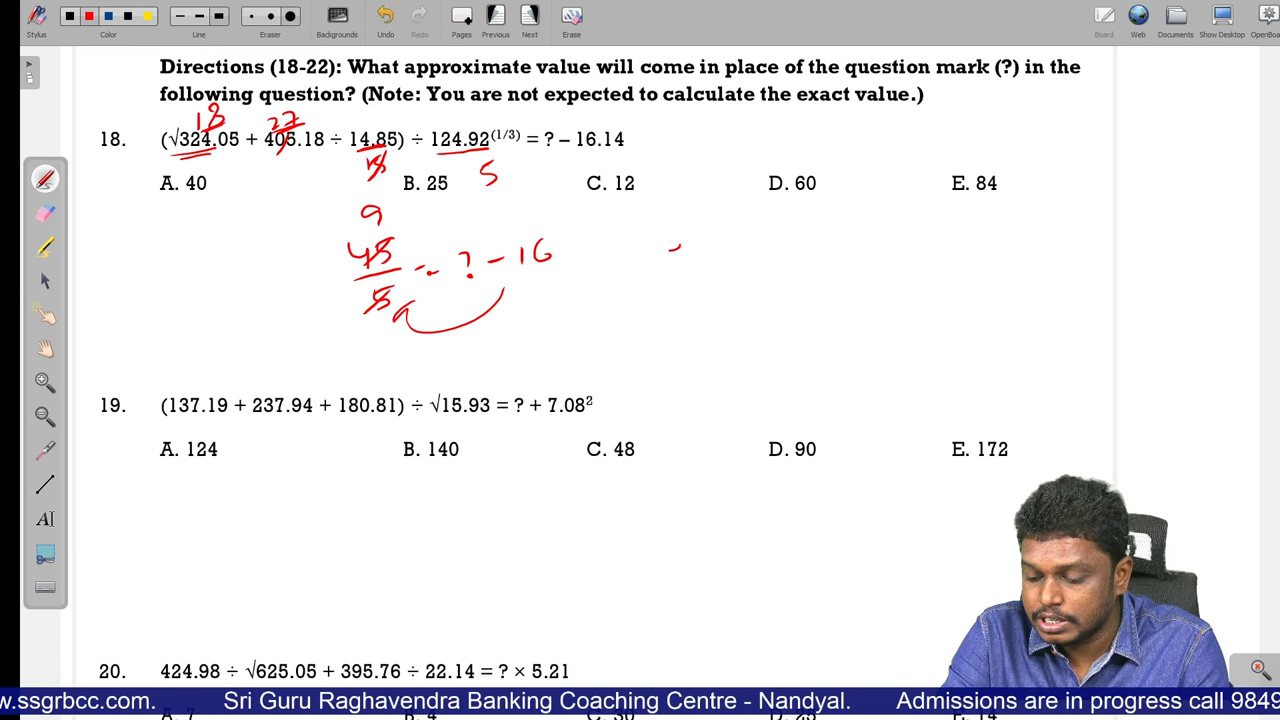 Stylus Color Line Eraser Backgrounds Undo Redo Pages Previous Next Erase Board Web Documents Show Desktop OpenBoa
Directions (18-22): What approximate value will come in place of the question mark (?) in the
following question? (Note: You are not expected to calculate the exact value.)
18 27
18. (√324.05 + 405.18 ÷ 14.85) ÷ 124.92^(1/3) = ? – 16.14
15 5
A. 40 B. 25 C. 12 D. 60 E. 84
9
45
= ? - 16
5
19. (137.19 + 237.94 + 180.81) ÷ √15.93 = ? + 7.08²
A. 124 B. 140 C. 48 D. 90 E. 172
AI
20. 424.98 ÷ √625.05 + 395.76 ÷ 22.14 = ? × 5.21
w.ssgrbcc.com. Sri Guru Raghavendra Banking Coaching Centre - Nandyal. Admissions are in progress call 9849